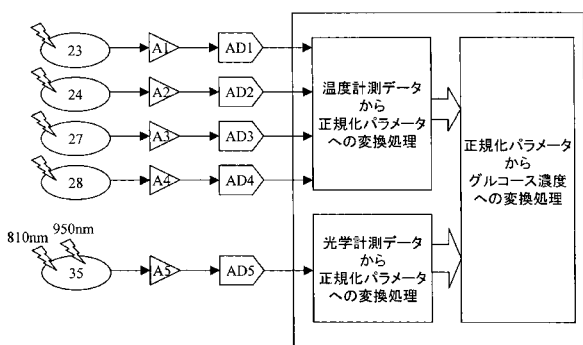 23
A1
AD1
24
A2
AD2
27
A3
AD3
28
A4
AD4
温度計測データ
から
正規化パラメータ
への変換処理
正規化パラメータ
から
グルコース濃度
への変換処理
810nm
950nm
35
A5
AD5
光学計測データ
から
正規化パラメータ
への変換処理